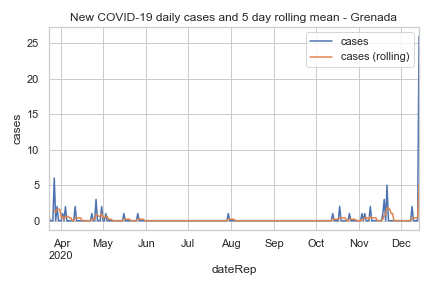 New COVID-19 daily cases and 5 day rolling mean - Grenada
cases
cases (rolling)
25
20
15
10
5
0
cases
Apr May Jun Jul Aug Sep Oct Nov Dec
2020
dateRep